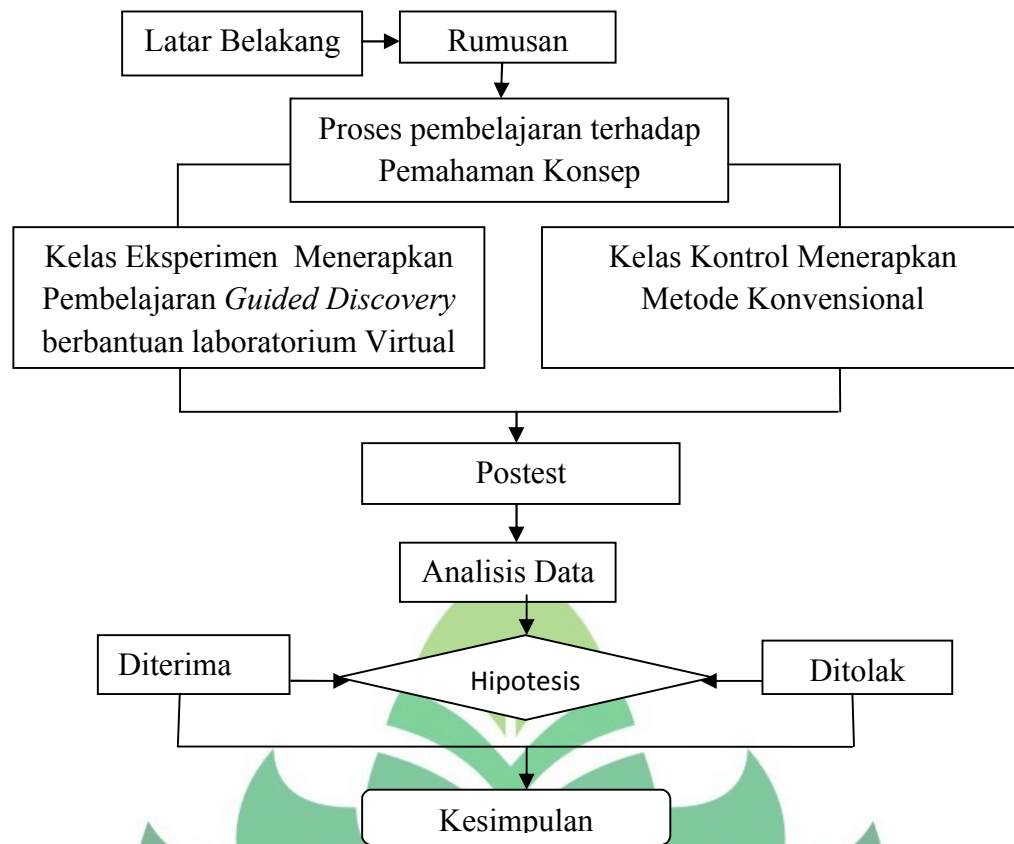 Latar Belakang
Rumusan
Proses pembelajaran terhadap
Pemahaman Konsep
Kelas Eksperimen Menerapkan
Pembelajaran Guided Discovery
berbantuan laboratorium Virtual
Kelas Kontrol Menerapkan
Metode Konvensional
Postest
Analisis Data
Diterima
Hipotesis
Ditolak
Kesimpulan